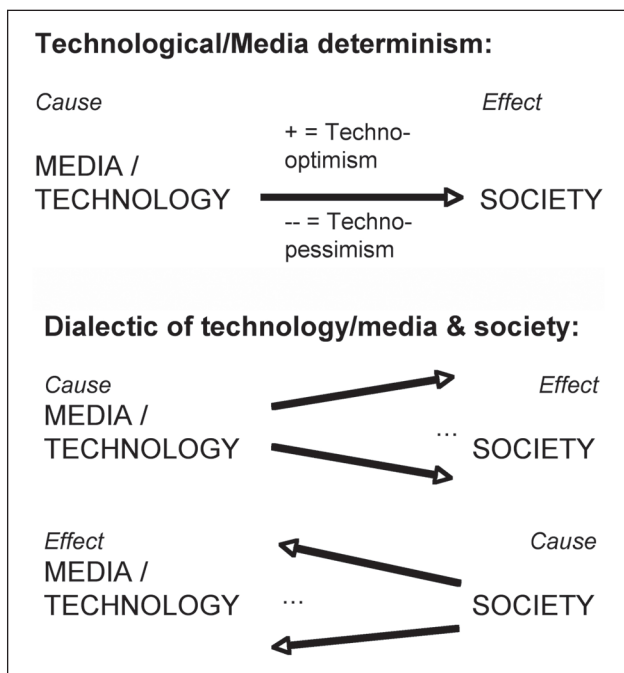 Technological/Media determinism:
Cause
Effect
+ = Techno-
optimism
MEDIA /
TECHNOLOGY
SOCIETY
-- = Techno-
pessimism
Dialectic of technology/media & society:
Cause
Effect
MEDIA /
TECHNOLOGY
...
SOCIETY
Effect
Cause
MEDIA /
TECHNOLOGY
...
SOCIETY